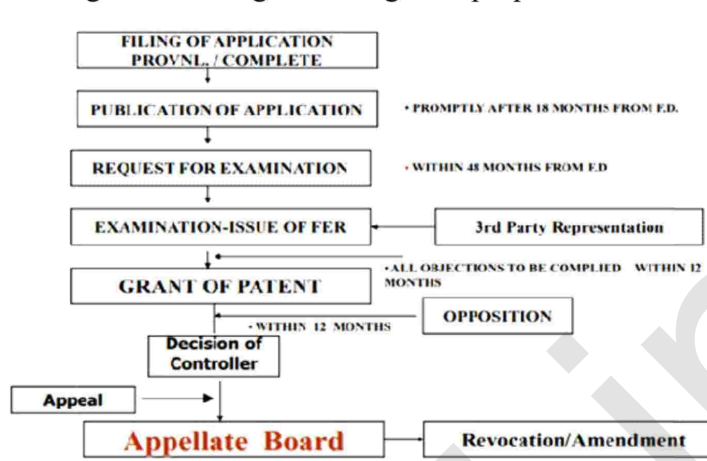 FILING OF APPLICATION
PROVNL. / COMPLETE
PUBLICATION OF APPLICATION
• PROMPTLY AFTER 18 MONTHS FROM F.D.
REQUEST FOR EXAMINATION
• WITHIN 48 MONTHS FROM F.D
EXAMINATION-ISSUE OF FER
3rd Party Representation
• ALL OBJECTIONS TO BE COMPLIED WITHIN 12
MONTHS
GRANT OF PATENT
OPPOSITION
• WITHIN 12 MONTHS
Decision of
Controller
Appeal
Appellate Board
Revocation/Amendment